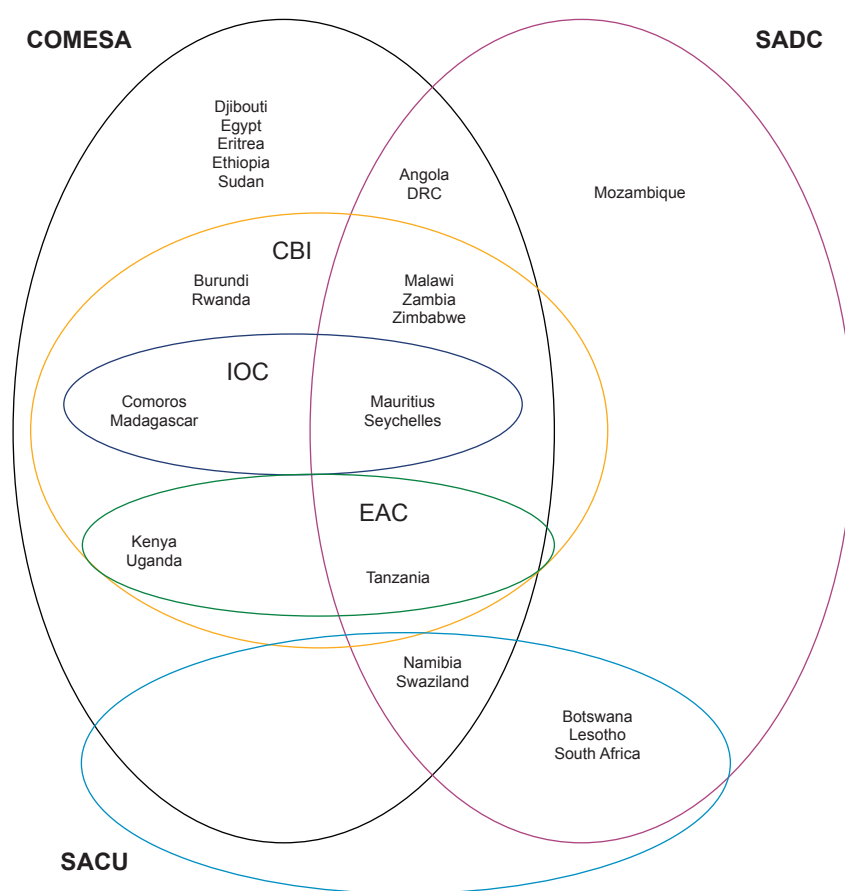 COMESA
SADC
Djibouti
Egypt
Eritrea
Ethiopia
Sudan
Angola
DRC
Mozambique
CBI
Burundi
Rwanda
Malawi
Zambia
Zimbabwe
IOC
Comoros
Madagascar
Mauritius
Seychelles
EAC
Kenya
Uganda
Tanzania
Namibia
Swaziland
Botswana
Lesotho
South Africa
SACU